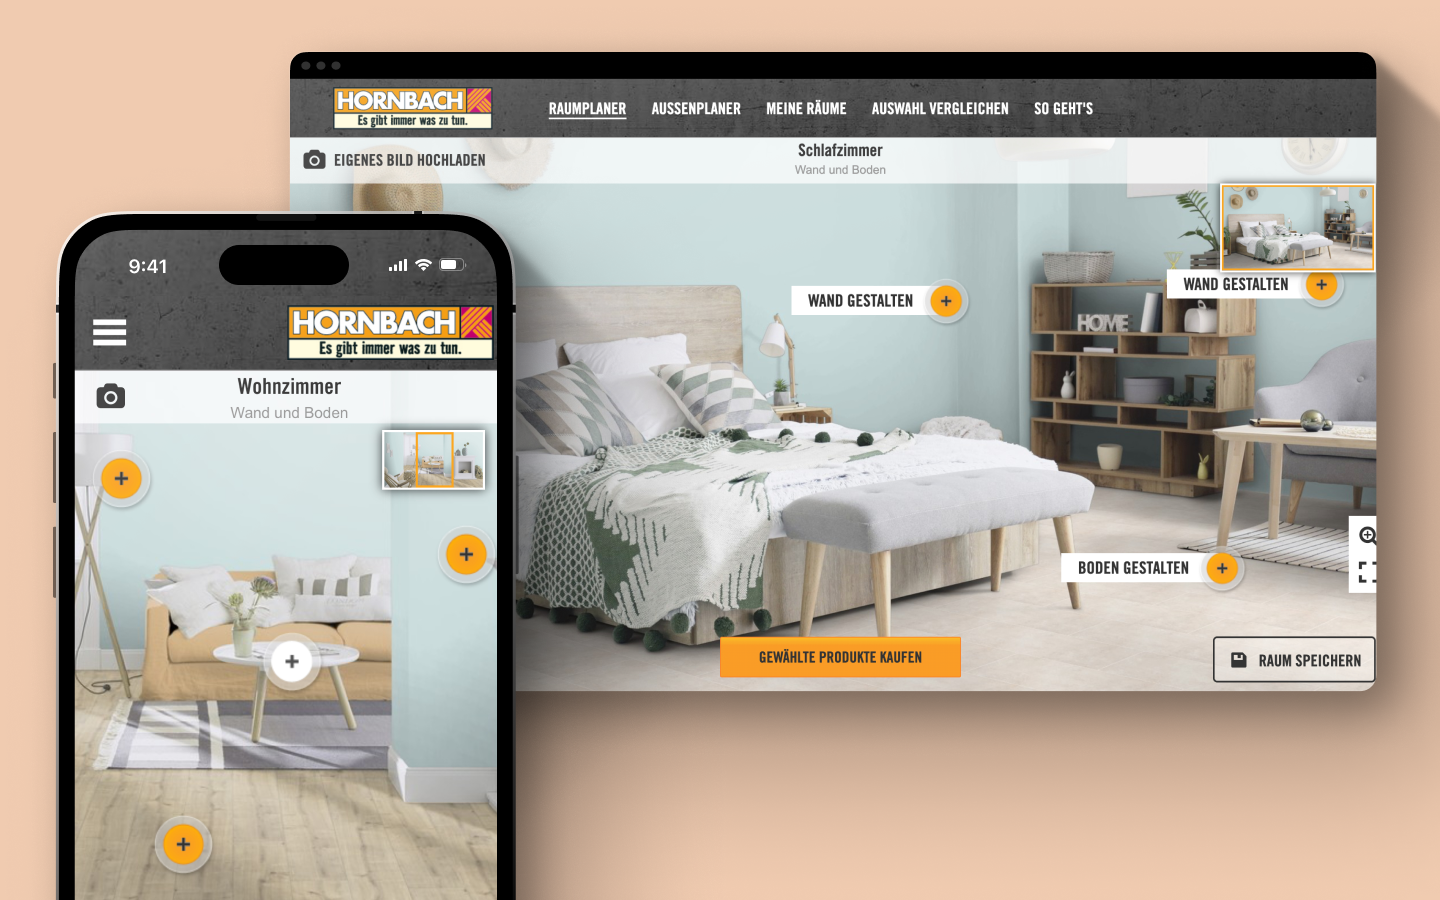 HORNBACH
Es gibt immer was zu tun.
RAUMPLANER AUSSENPLANER MEINE RÄUME AUSWAHL VERGLEICHEN SO GEHT'S
EIGENES BILD HOCHLADEN
Schlafzimmer
Wand und Boden
WAND GESTALTEN
WAND GESTALTEN
HOME
BODEN GESTALTEN
GEWÄHLTE PRODUKTE KAUFEN
RAUM SPEICHERN
9:41
HORNBACH
Es gibt immer was zu tun.
Wohnzimmer
Wand und Boden